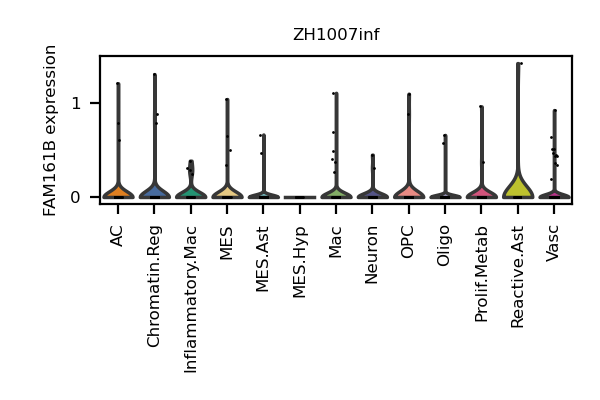 ZH1007inf
FAM161B expression
1
0
AC
Chromatin.Reg
Inflammatory.Mac
MES
MES.Ast
MES.Hyp
Mac
Neuron
OPC
Oligo
Prolif.Metab
Reactive.Ast
Vasc